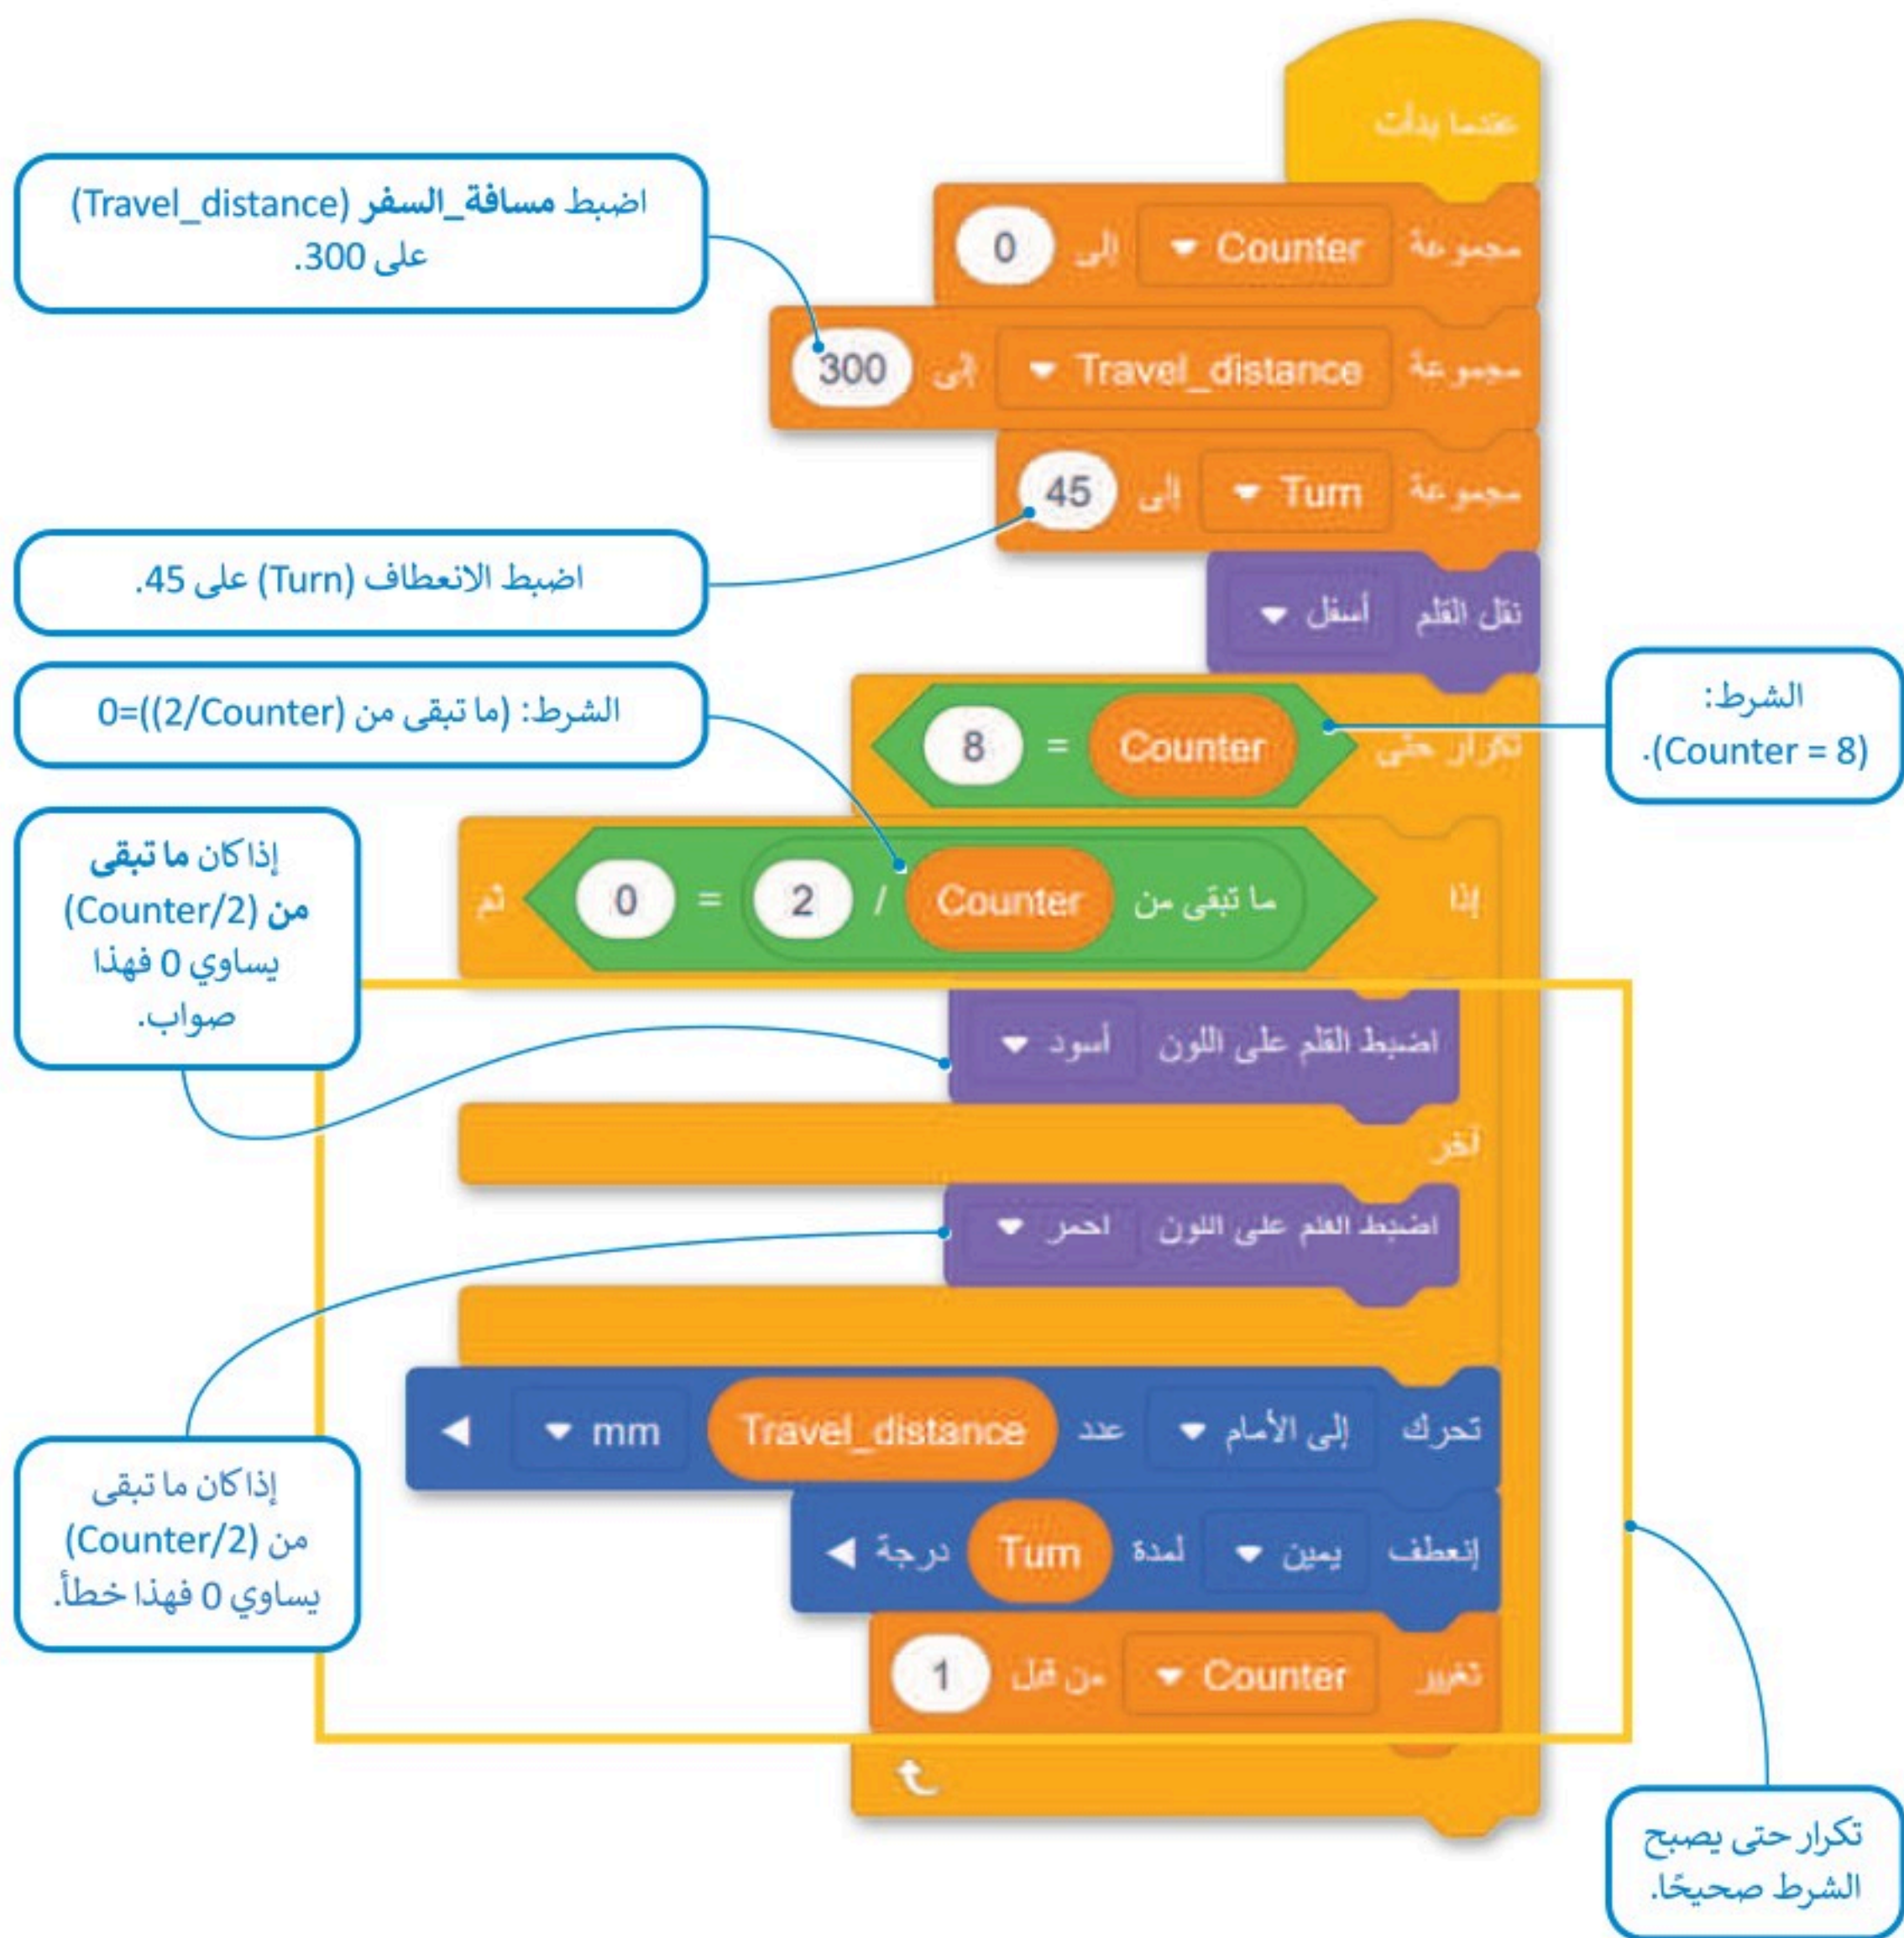 عندما بدأت
مجموعة Counter إلى 0
مجموعة Travel_distance إلى 300
مجموعة Turn إلى 45
نقل القلم أسفل
تكرار حتى Counter = 8
إذا ما تبقى من Counter / 2 = 0 ثم
اضبط القلم على اللون أسود
آخر
اضبط القلم على اللون احمر
تحرك إلى الأمام عدد Travel_distance mm
إنعطف يمين لمدة Turn درجة
تغيير Counter من قبل 1
اضبط مسافة_السفر (Travel_distance)
على 300.
اضبط الانعطاف (Turn) على 45.
الشرط: (ما تبقى من (2/Counter))=0
الشرط:
(Counter = 8).
إذا كان ما تبقى
من (Counter/2)
يساوي 0 فهذا
صواب.
إذا كان ما تبقى
من (Counter/2)
يساوي 0 فهذا خطأ.
تكرار حتى يصبح
الشرط صحيحًا.